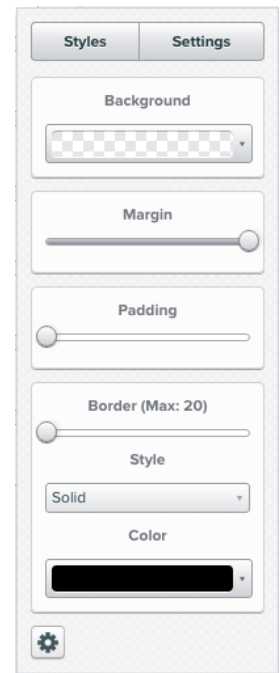 Styles Settings
Background
Margin
Padding
Border (Max: 20)
Style
Solid
Color